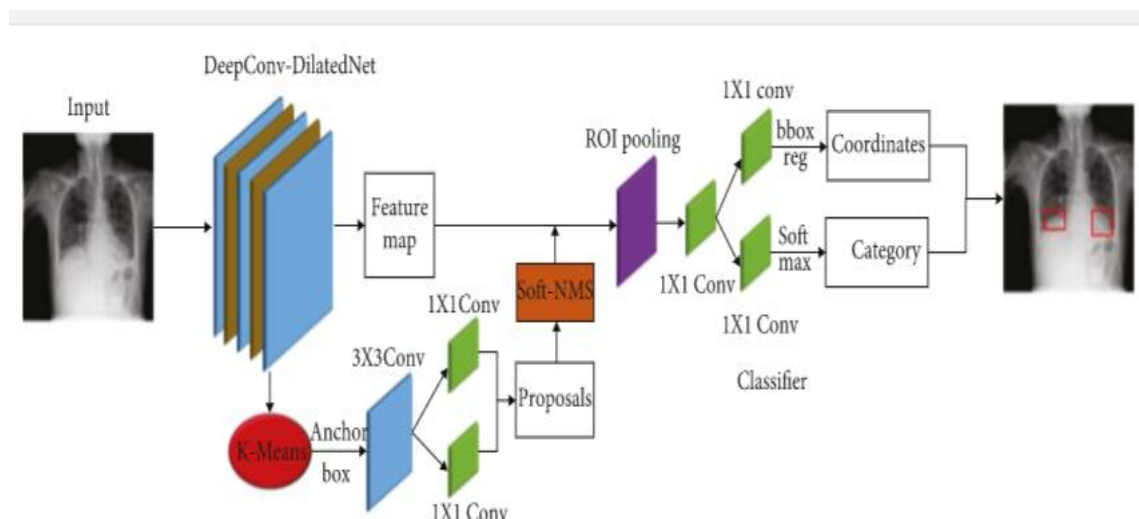 DeepConv-DilatedNet
Input
Feature
map
K-Means
Anchor
box
3X3Conv
1X1Conv
1X1 Conv
Proposals
Soft-NMS
ROI pooling
1X1 Conv
1X1 conv
bbox
reg
Coordinates
Soft
max
Category
1X1 Conv
Classifier